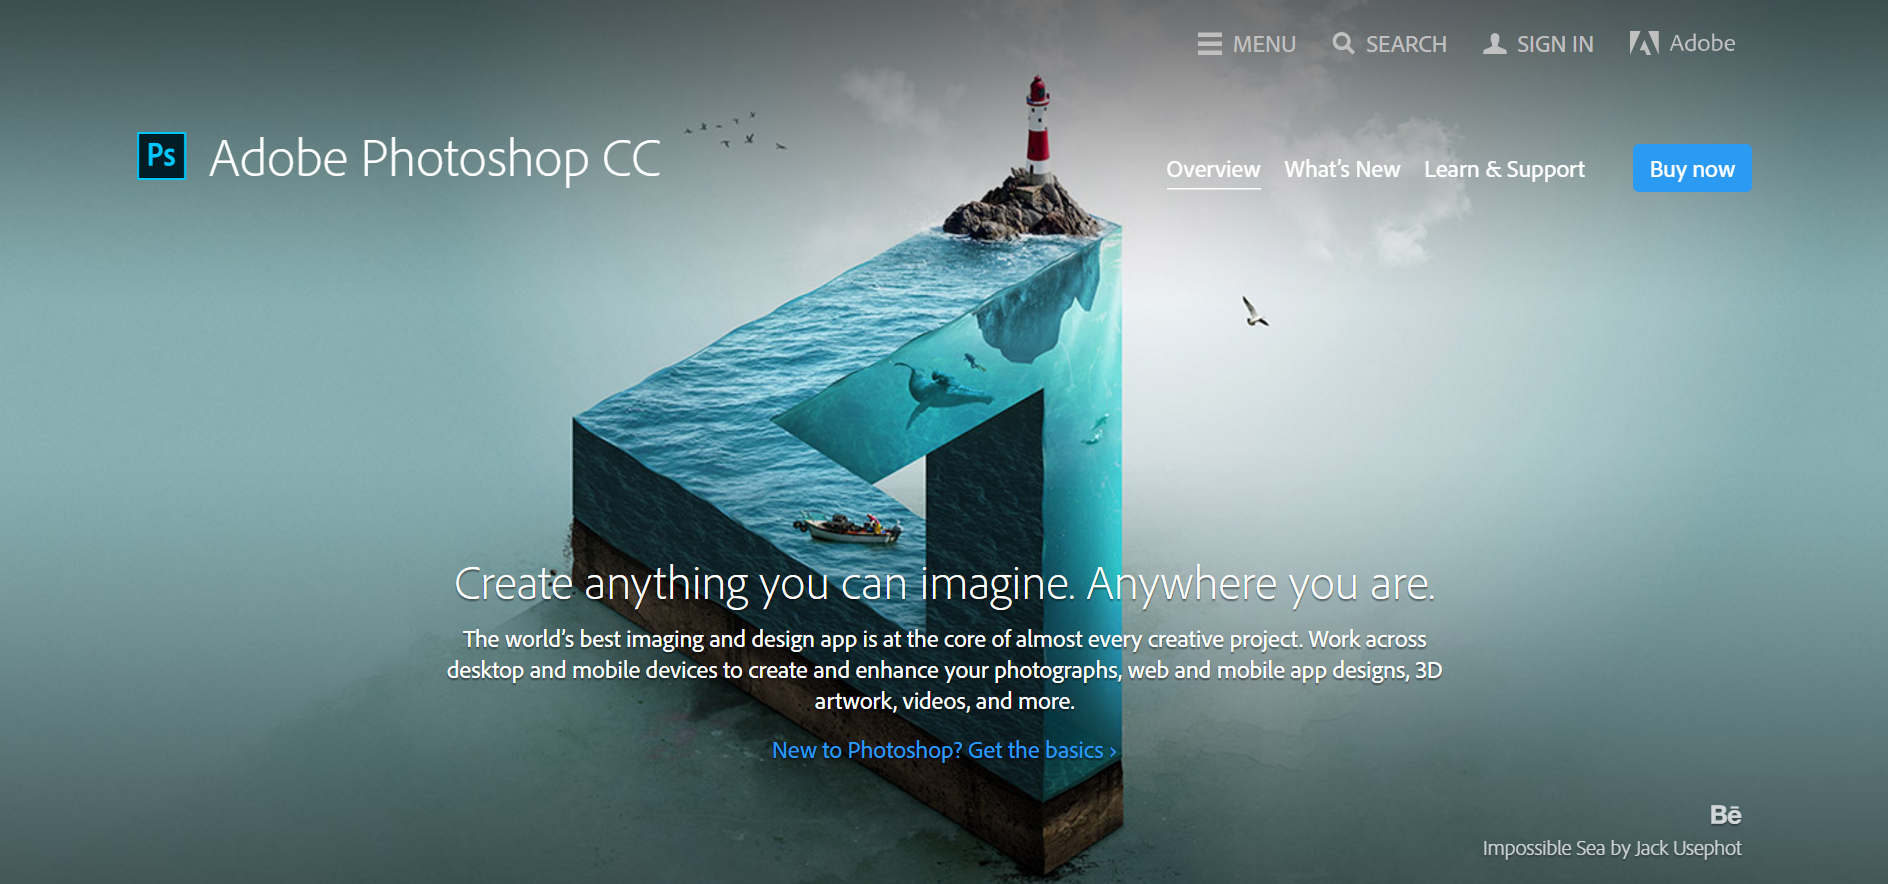 MENU SEARCH SIGN IN Adobe
Ps Adobe Photoshop CC
Overview What's New Learn & Support Buy now
Create anything you can imagine. Anywhere you are.
The world's best imaging and design app is at the core of almost every creative project. Work across
desktop and mobile devices to create and enhance your photographs, web and mobile app designs, 3D
artwork, videos, and more.
New to Photoshop? Get the basics ›
Bē
Impossible Sea by Jack Usephot